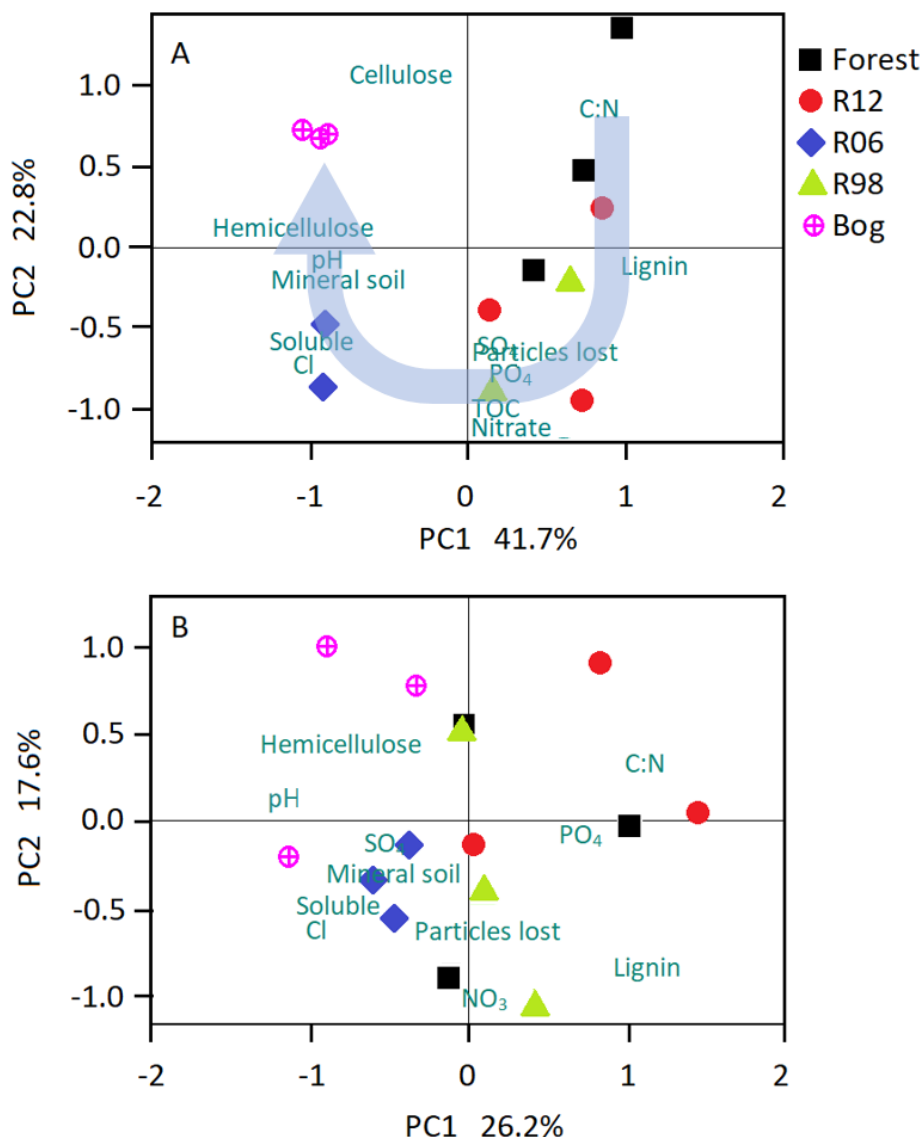 A
Cellulose
C:N
Hemicellulose
pH
Mineral soil
Lignin
Soluble
Cl
SO₄
Particles lost
PO₄
TOC
Nitrate _
1.0
0.5
0.0
-0.5
-1.0
PC2 22.8%
-2 -1 0 1 2
PC1 41.7%
Forest
R12
R06
R98
Bog
B
Hemicellulose
C:N
pH
PO₄
Mineral soil
Soluble
Cl
Particles lost
Lignin
NO₃
1.0
0.5
0.0
-0.5
-1.0
PC2 17.6%
-2 -1 0 1 2
PC1 26.2%